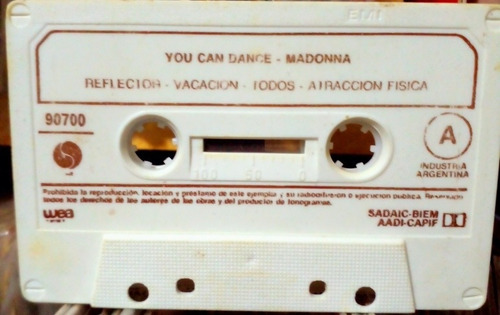 EMI
YOU CAN DANCE - MADONNA
REFLECTOR - VACACION - TODOS - ATRACCION FISICA
90700
A
INDUSTRIA
ARGENTINA
100 50 0
Prohibida la reproducción, locación y préstamo de este ejemplar y su radiodifusión o ejecución pública. Reservados
todos los derechos de los autores de las obras y del productor de fonogramas.
wea
SADAIC-BIEM
AADI-CAPIF